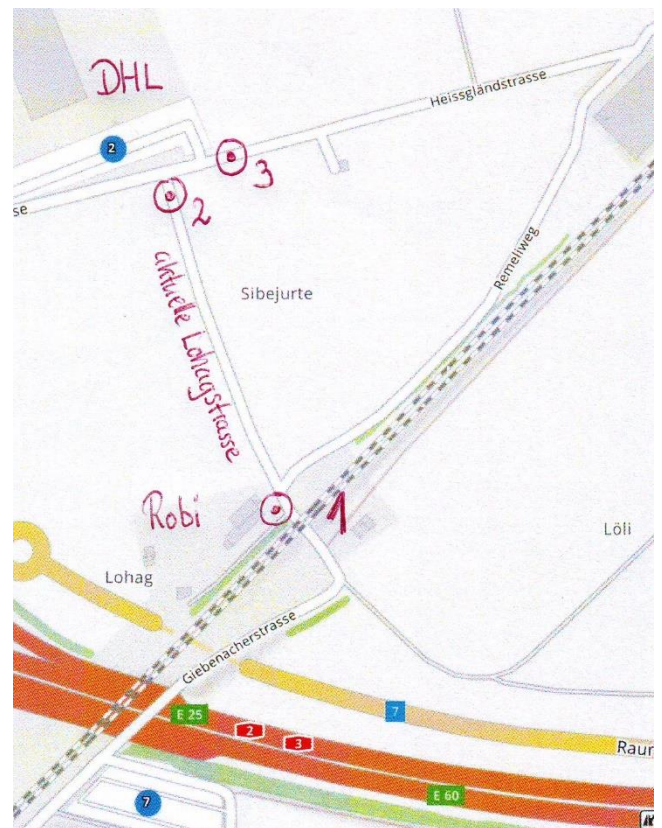 DHL
Heissgländstrasse
2
3
2
se
aktuelle Lohagstrasse
Sibejurte
Remeliweg
Robi
1
Löli
Lohag
Giebenacherstrasse
E 25
2
3
7
Raur
E 60
7